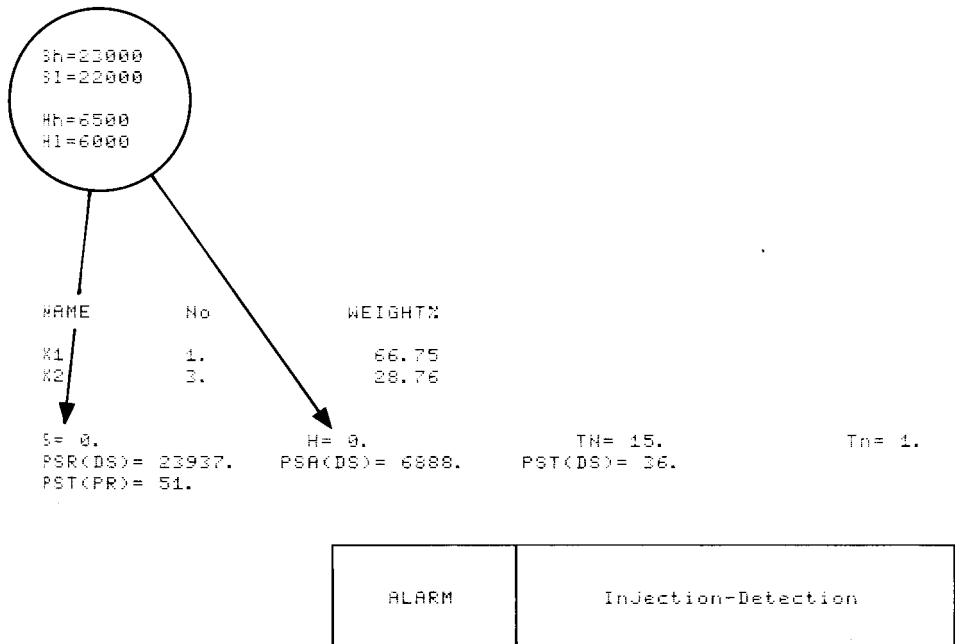 Sh=23000
Sl=22000
Hh=6500
Hl=6000
NAME No WEIGHT%
X1 1. 66.75
X2 3. 28.76
S= 0. H= 0. TN= 15. Tn= 1.
PSR(DS)= 23937. PSA(DS)= 6888. PST(DS)= 36.
PST(PR)= 51.
ALARM Injection-Detection